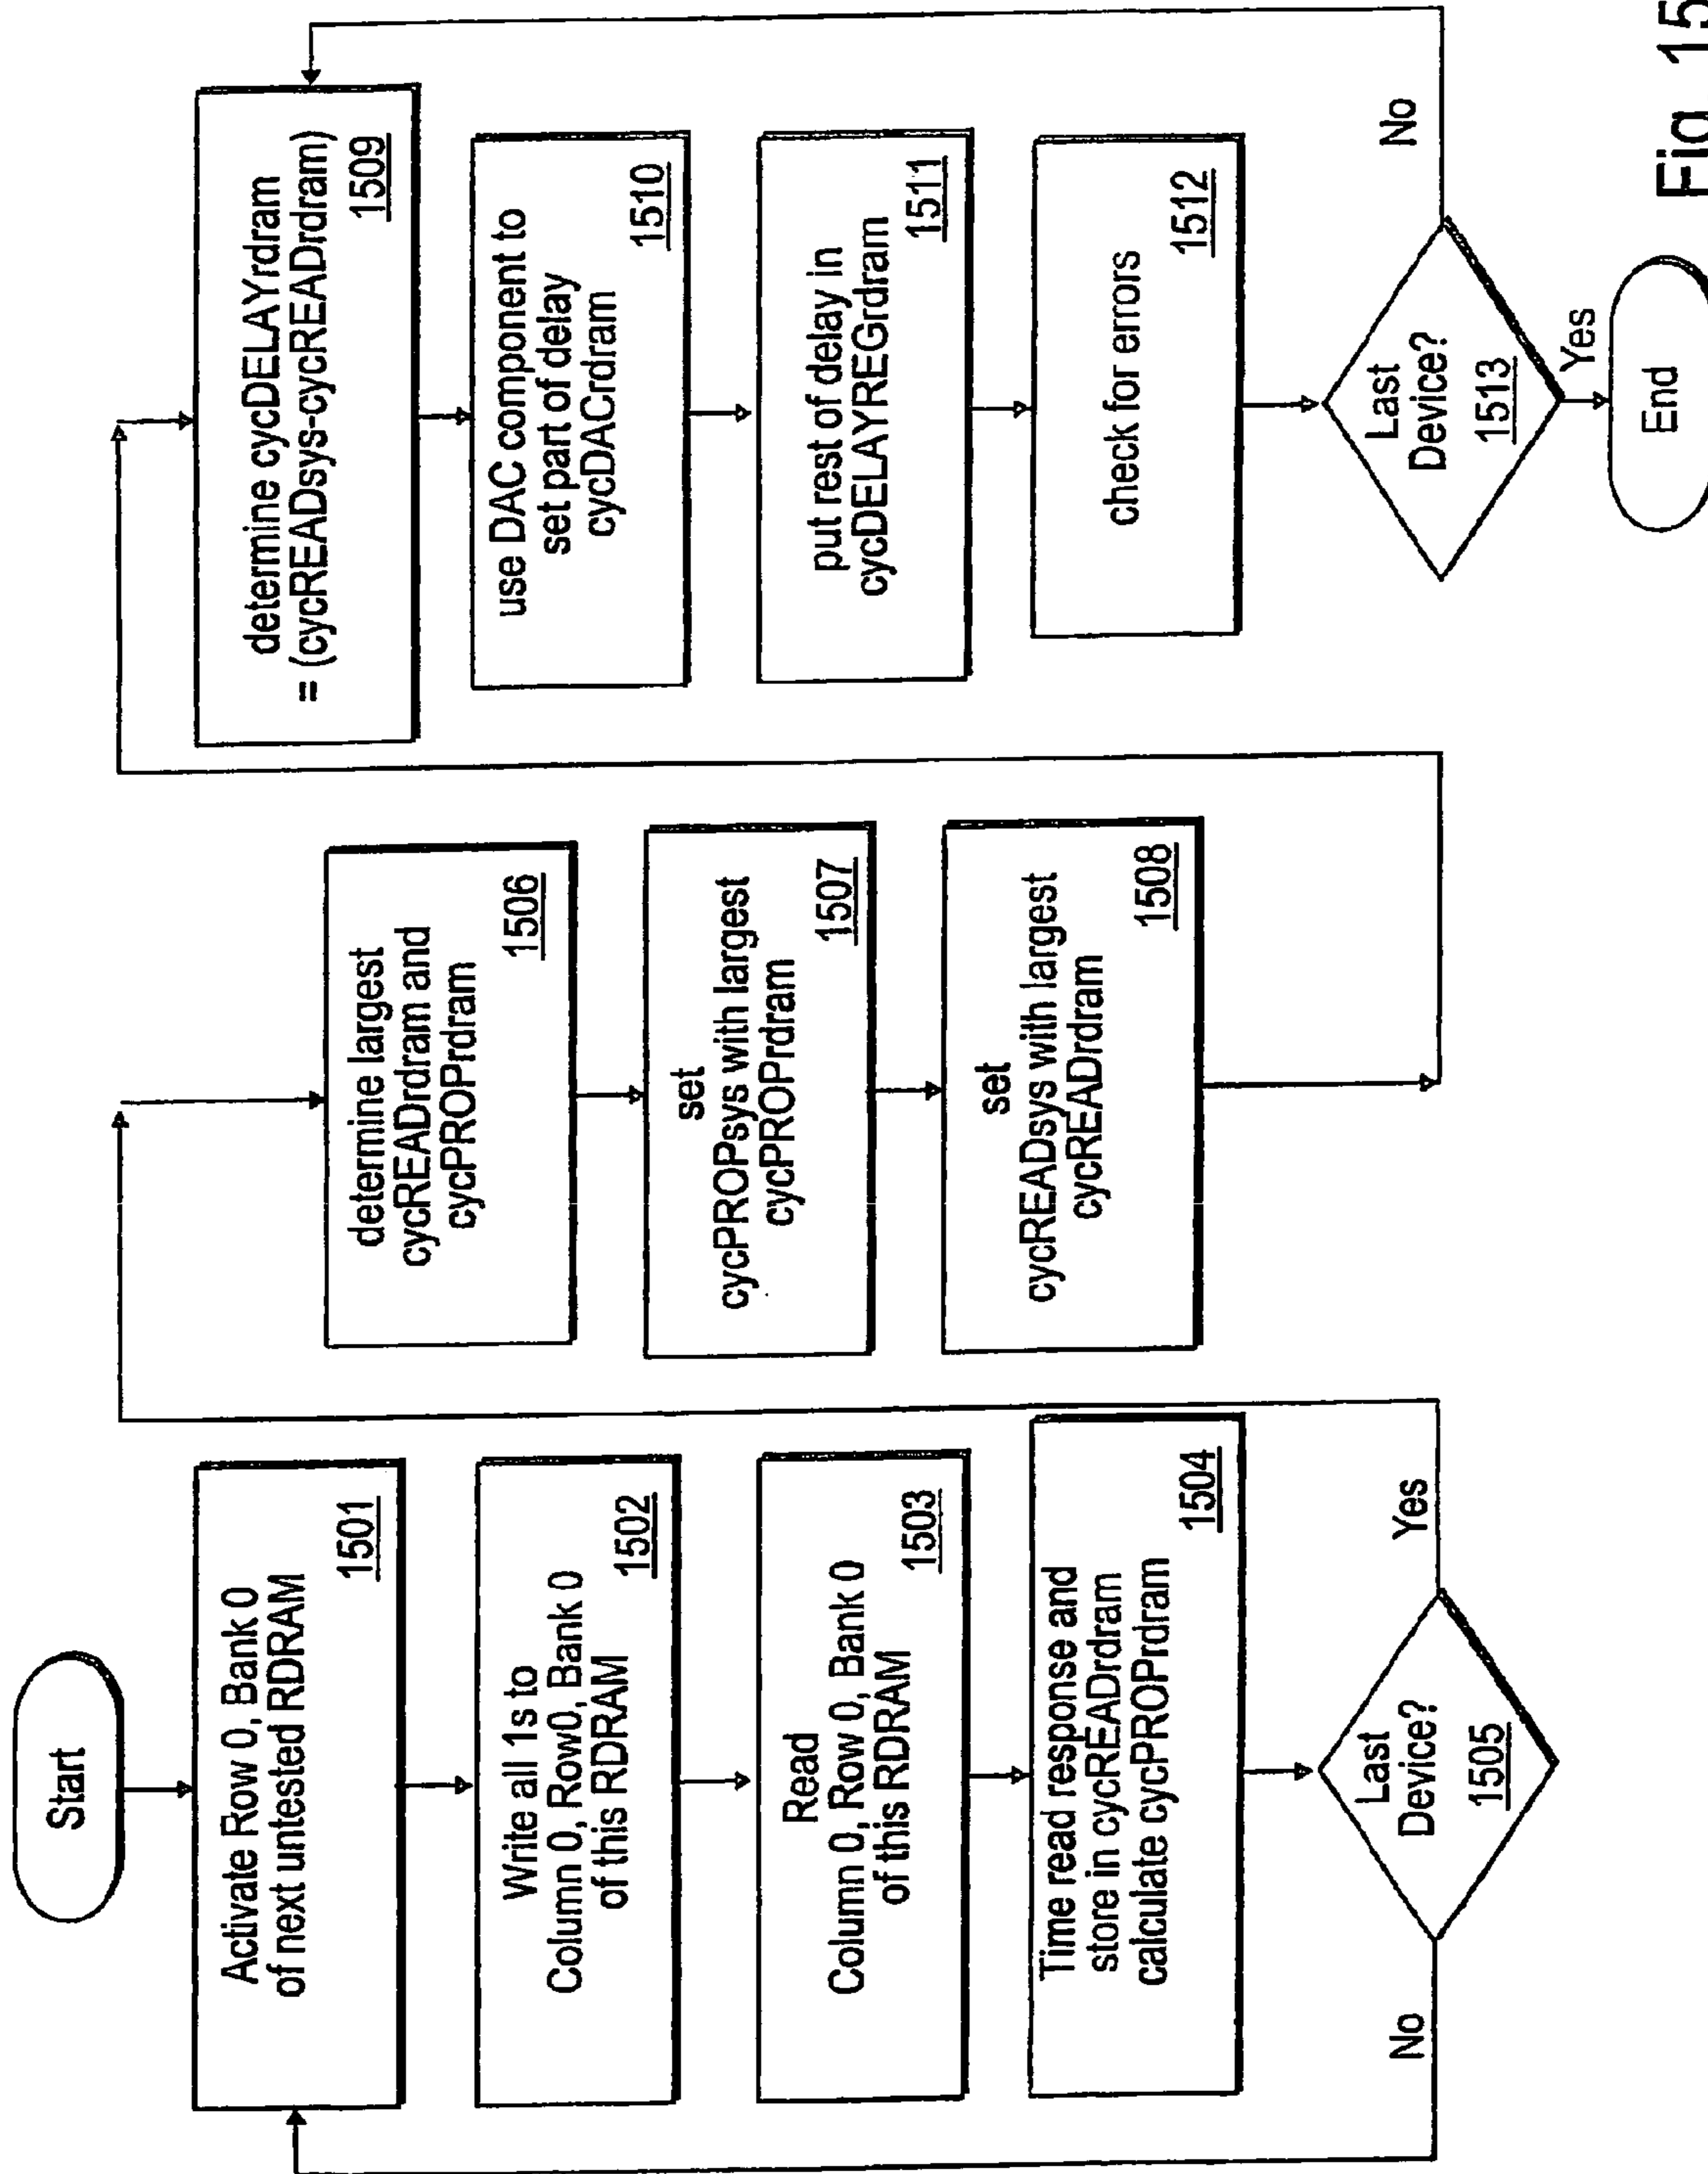 Start
Activate Row 0, Bank 0
of next untested RDRAM
1501
Write all 1s to
Column 0, Row0, Bank 0
of this RDRAM
1502
Read
Column 0, Row 0, Bank 0
of this RDRAM
1503
Time read response and
store in cycREADrdram
calculate cycPROPrdram
1504
Last
Device?
1505
No
Yes
determine largest
cycREADrdram and
cycPROPrdram
1506
set
cycPROPsys with largest
cycPROPrdram
1507
set
cycREADsys with largest
cycREADrdram
1508
determine cycDELAYrdram
= (cycREADsys-cycREADrdram)
1509
use DAC component to
set part of delay
cycDACrdram
1510
put rest of delay in
cycDELAYREGrdram
1511
check for errors
1512
Last
Device?
1513
No
Yes
End
Fig 15